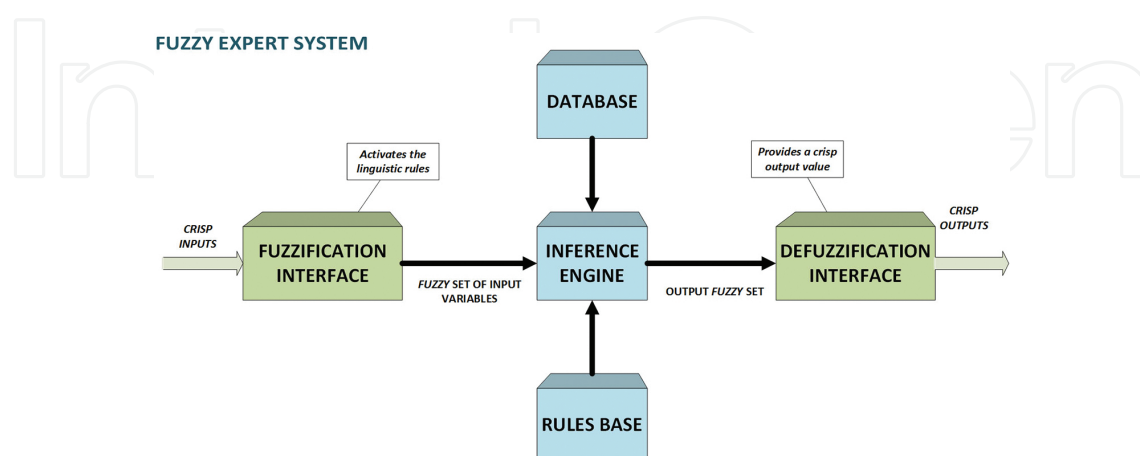 FUZZY EXPERT SYSTEM
DATABASE
Activates the
linguistic rules
Provides a crisp
output value
CRISP
INPUTS
FUZZIFICATION
INTERFACE
FUZZY SET OF INPUT
VARIABLES
INFERENCE
ENGINE
OUTPUT FUZZY SET
DEFUZZIFICATION
INTERFACE
CRISP
OUTPUTS
RULES BASE